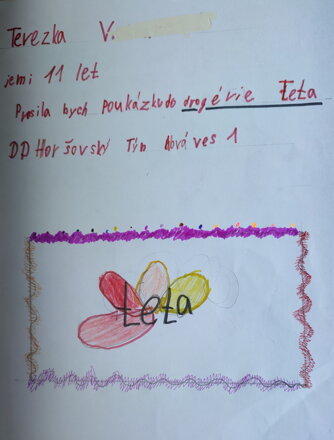 Terezka V.
jemi 11 let
Prosila bych poukázku do drogérie Teta
DD Horšovský Týn Nová ves 1
teta